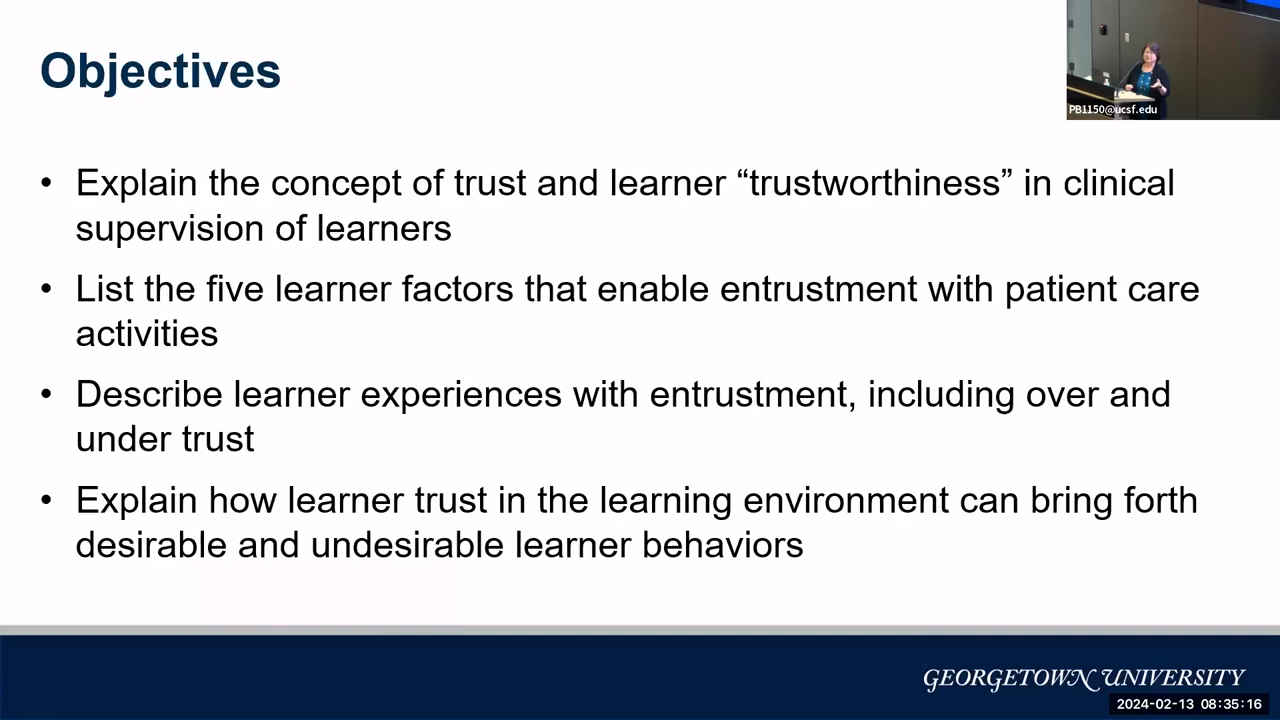 Objectives
PB1150@ucsf.edu
• Explain the concept of trust and learner “trustworthiness” in clinical
supervision of learners
• List the five learner factors that enable entrustment with patient care
activities
• Describe learner experiences with entrustment, including over and
under trust
• Explain how learner trust in the learning environment can bring forth
desirable and undesirable learner behaviors
GEORGETOWN UNIVERSITY
2024-02-13 08:35:16